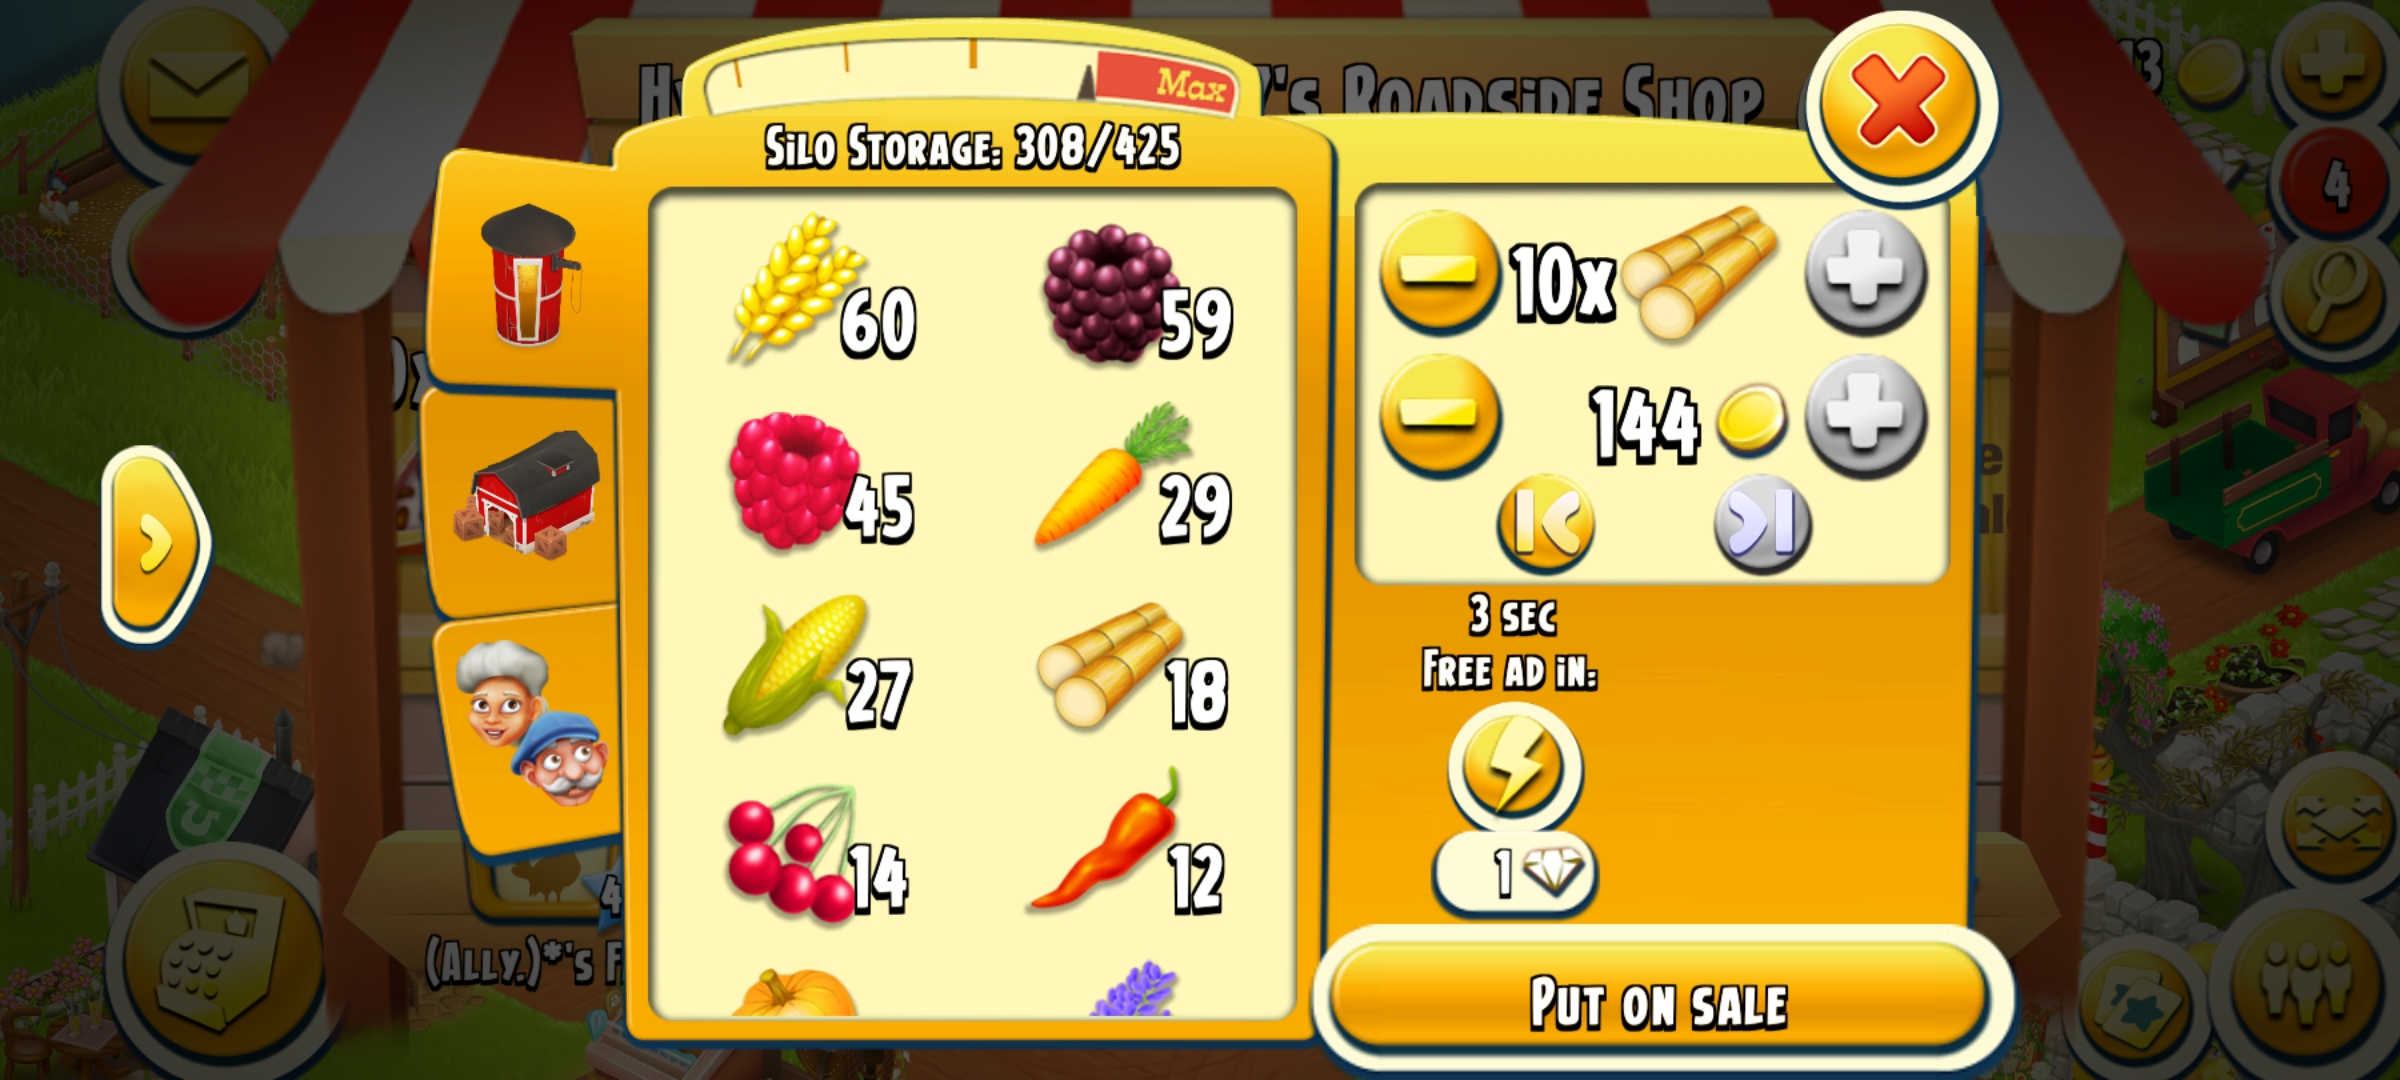 's Roadside Shop
Max
Silo Storage: 308/425
60
59
45
29
27
18
14
12
10x
144
3 sec
Free ad in:
1
Put on sale
4
(Ally.)*'s F